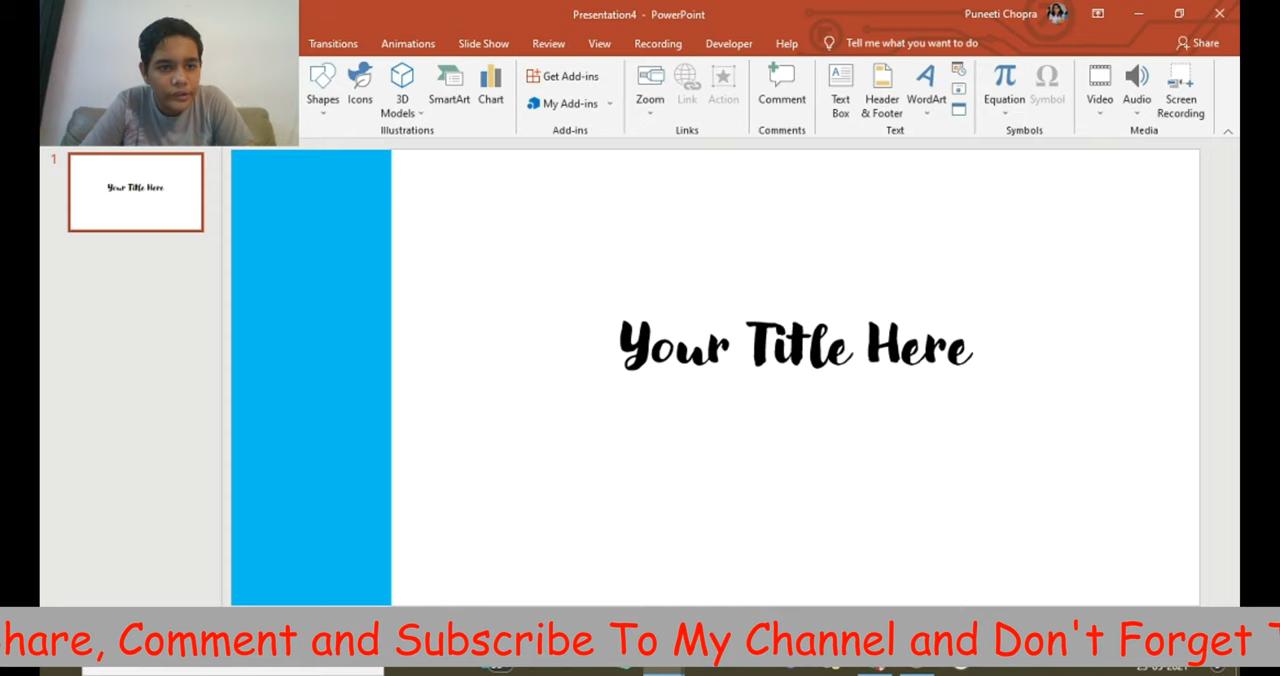 Presentation4 - PowerPoint
Puneeti Chopra
Transitions Animations Slide Show Review View Recording Developer Help Tell me what you want to do Share
Shapes Icons 3D Models SmartArt Chart
Illustrations
Get Add-ins
My Add-ins
Add-ins
Zoom Link Action
Links
Comment
Comments
Text Box Header & Footer WordArt
Text
π Equation Ω Symbol
Symbols
Video Audio Screen Recording
Media
1
Your Title Here
Your Title Here
Share, Comment and Subscribe To My Channel and Don't Forget T